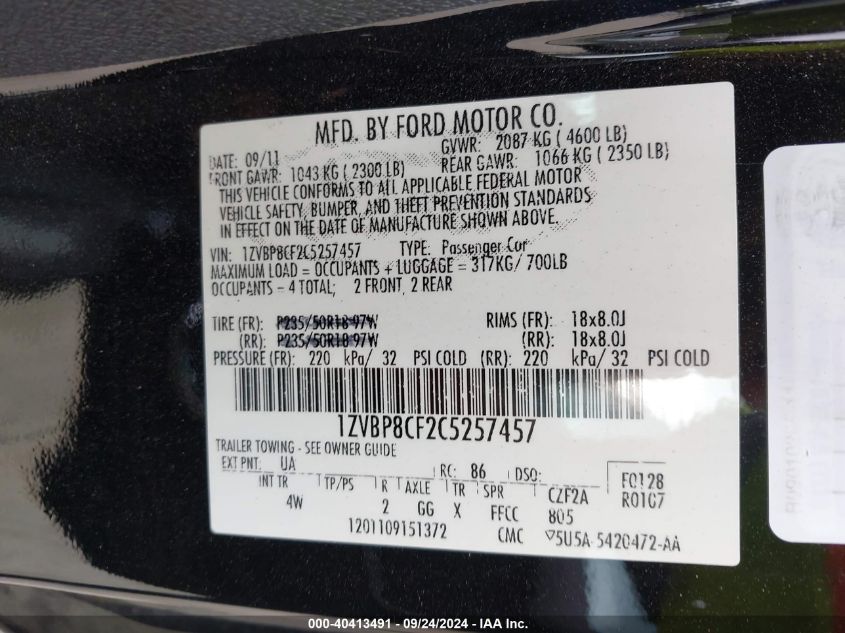 MFD. BY FORD MOTOR CO.
DATE: 09/11 GVWR: 2087 KG ( 4600 LB)
FRONT GAWR: 1043 KG ( 2300 LB) REAR GAWR: 1066 KG ( 2350 LB)
THIS VEHICLE CONFORMS TO ALL APPLICABLE FEDERAL MOTOR
VEHICLE SAFETY, BUMPER, AND THEFT PREVENTION STANDARDS
IN EFFECT ON THE DATE OF MANUFACTURE SHOWN ABOVE.
VIN: 1ZVBP8CF2C5257457 TYPE: Passenger Car
MAXIMUM LOAD = OCCUPANTS + LUGGAGE = 317KG/ 700LB
OCCUPANTS - 4 TOTAL; 2 FRONT, 2 REAR
TIRE (FR): P235/50R18 97W RIMS (FR): 18x8.0J
(RR): P235/50R18 97W (RR): 18x8.0J
PRESSURE (FR): 220 kPa/ 32 PSI COLD (RR): 220 kPa/ 32 PSI COLD
1ZVBP8CF2C5257457
TRAILER TOWING - SEE OWNER GUIDE
EXT PNT: UA RC: 86 DSO: F0128
INT TR TP/PS R AXLE TR SPR CZF2A R0107
4W 2 GG X FFCC 805
1201109151372 CMC ▽5U5A-5420472-AA
000-40413491 - 09/24/2024 - IAA Inc.